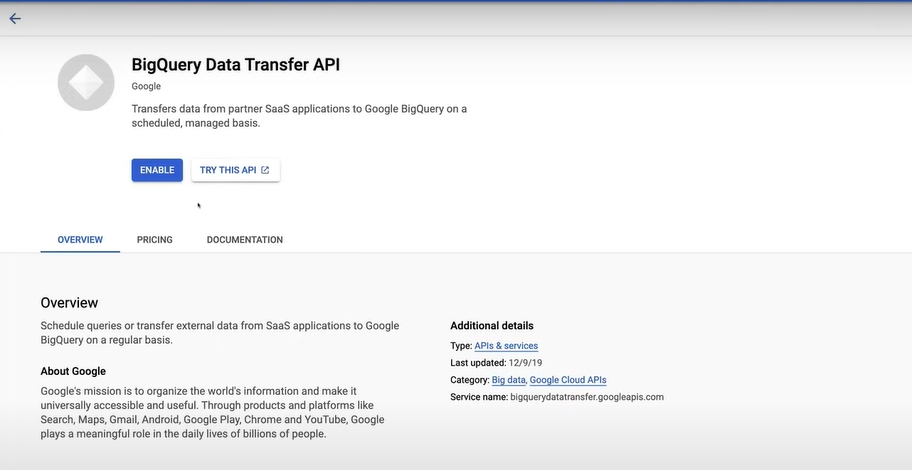 BigQuery Data Transfer API
Google
Transfers data from partner SaaS applications to Google BigQuery on a
scheduled, managed basis.
ENABLE
TRY THIS API
OVERVIEW
PRICING
DOCUMENTATION
Overview
Schedule queries or transfer external data from SaaS applications to Google
BigQuery on a regular basis.
About Google
Google's mission is to organize the world's information and make it
universally accessible and useful. Through products and platforms like
Search, Maps, Gmail, Android, Google Play, Chrome and YouTube, Google
plays a meaningful role in the daily lives of billions of people.
Additional details
Type: APIs & services
Last updated: 12/9/19
Category: Big data, Google Cloud APIs
Service name: bigquerydatatransfer.googleapis.com